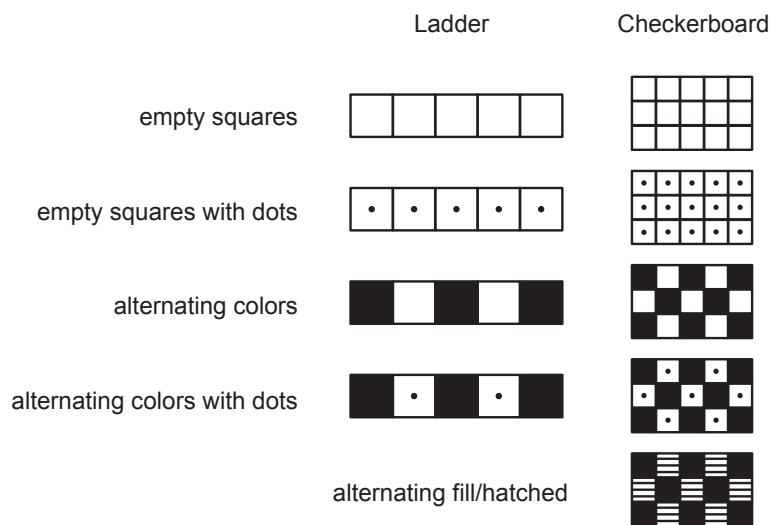 Ladder Checkerboard
empty squares
empty squares with dots
alternating colors
alternating colors with dots
alternating fill/hatched